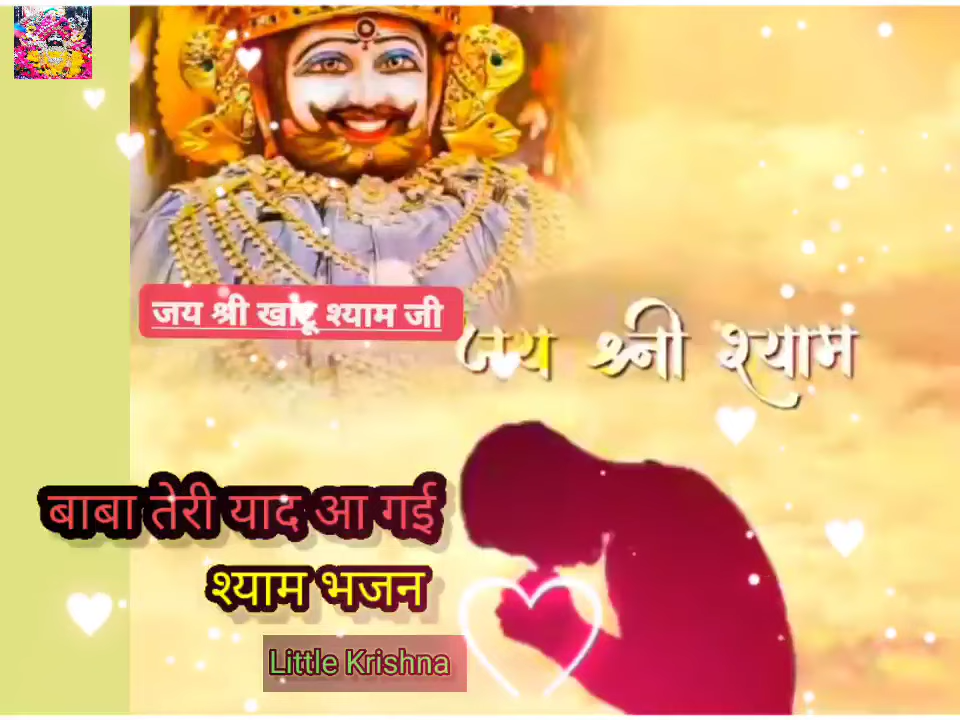 जय श्री खाटू श्याम जी
जय श्री श्याम
बाबा तेरी याद आ गई
श्याम भजन
Little Krishna